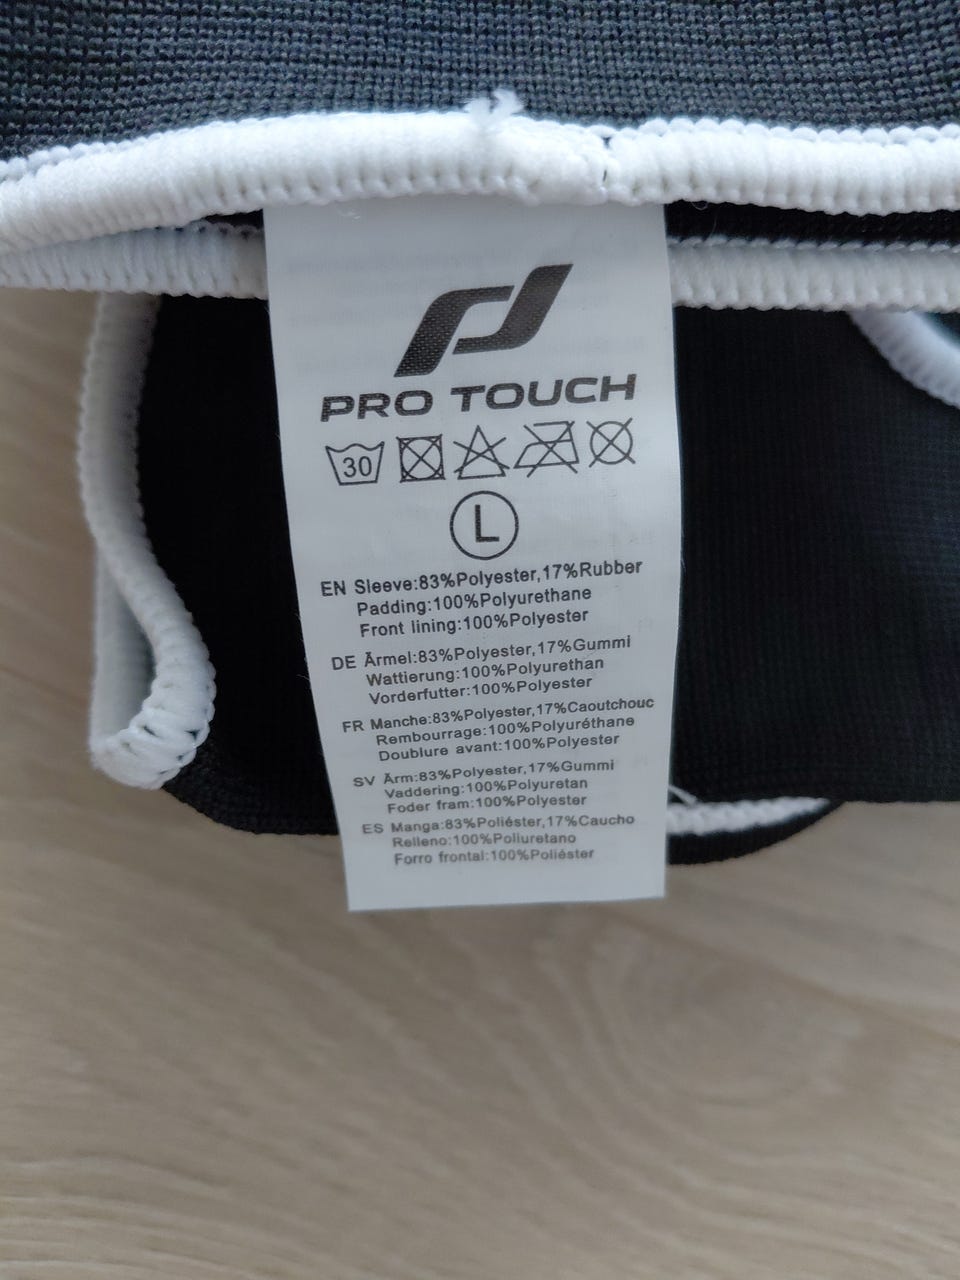 PRO TOUCH
30
L
EN Sleeve:83%Polyester,17%Rubber
Padding:100%Polyurethane
Front lining:100%Polyester
DE Ärmel:83%Polyester,17%Gummi
Wattierung:100%Polyurethan
Vorderfutter:100%Polyester
FR Manche:83%Polyester,17%Caoutchouc
Rembourrage:100%Polyuréthane
Doublure avant:100%Polyester
SV Ärm:83%Polyester,17%Gummi
Vaddering:100%Polyuretan
Foder fram:100%Polyester
ES Manga:83%Poliéster,17%Caucho
Relleno:100%Poliuretano
Forro frontal:100%Poliéster